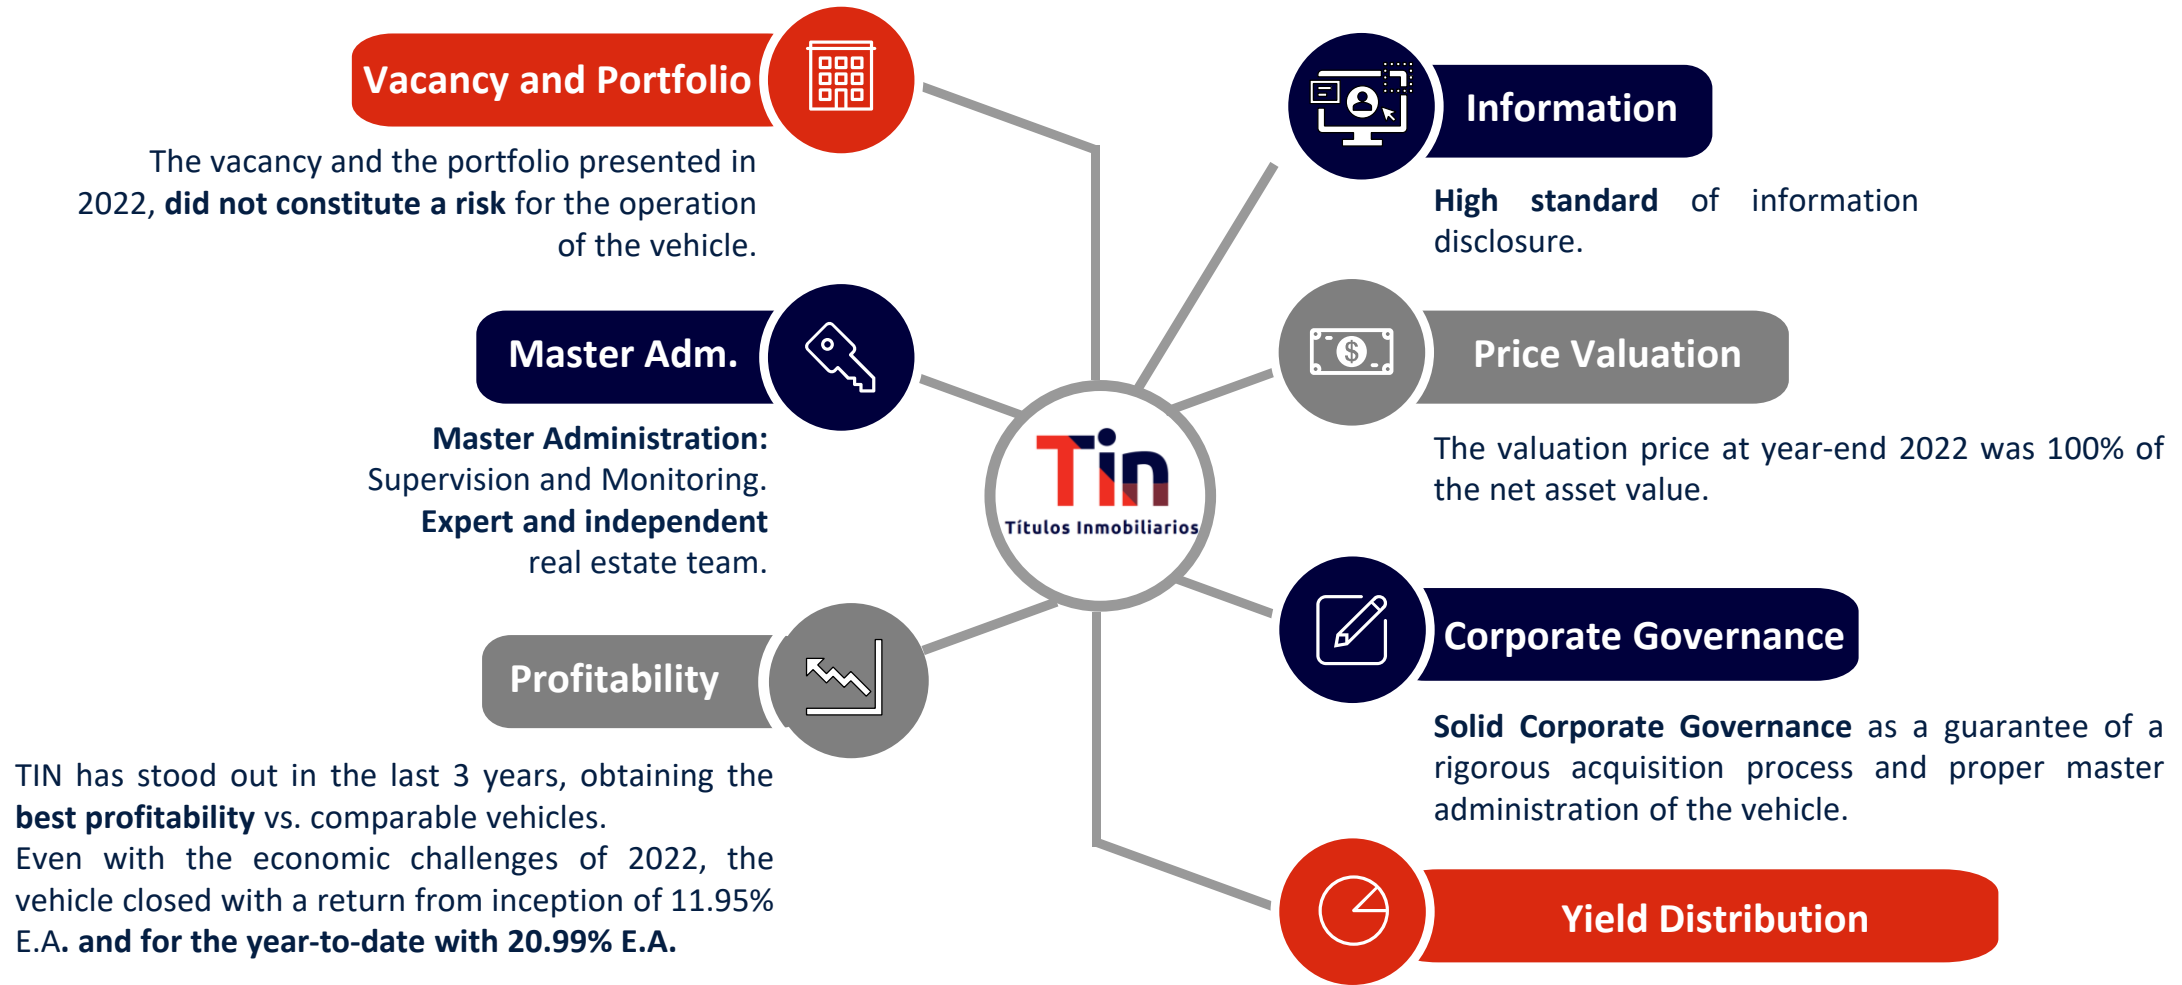 Vacancy and Portfolio
The vacancy and the portfolio presented in
2022, did not constitute a risk for the operation
of the vehicle.
Master Adm.
Master Administration:
Supervision and Monitoring.
Expert and independent
real estate team.
Profitability
TIN has stood out in the last 3 years, obtaining the
best profitability vs. comparable vehicles.
Even with the economic challenges of 2022, the
vehicle closed with a return from inception of 11.95%
E.A. and for the year-to-date with 20.99% E.A.
Tin
Títulos Inmobiliarios
Information
High standard of information
disclosure.
$
Price Valuation
The valuation price at year-end 2022 was 100% of
the net asset value.
Corporate Governance
Solid Corporate Governance as a guarantee of a
rigorous acquisition process and proper master
administration of the vehicle.
Yield Distribution